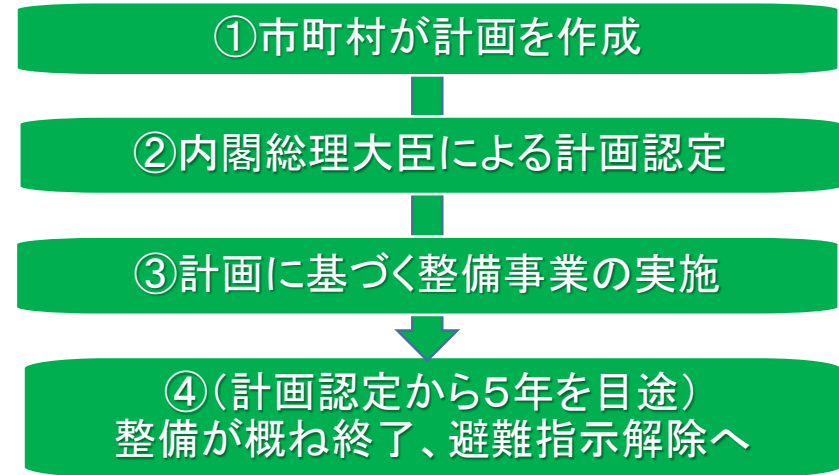 ①市町村が計画を作成
②内閣総理大臣による計画認定
③計画に基づく整備事業の実施
④（計画認定から5年を目途）
整備が概ね終了、避難指示解除へ